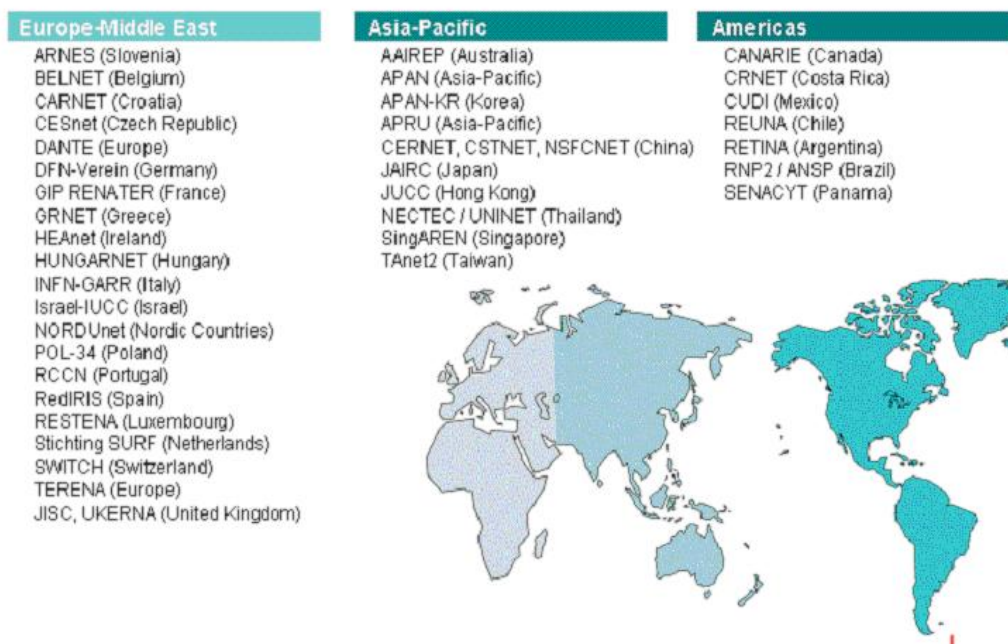 Europe-Middle East
ARNES (Slovenia)
BELNET (Belgium)
CARNET (Croatia)
CESnet (Czech Republic)
DANTE (Europe)
DFN-Verein (Germany)
GIP RENATER (France)
GRNET (Greece)
HEAnet (Ireland)
HUNGARNET (Hungary)
INFN-GARR (Italy)
Israel-IUCC (Israel)
NORDUnet (Nordic Countries)
POL-34 (Poland)
RCCN (Portugal)
RedIRIS (Spain)
RESTENA (Luxembourg)
Stichting SURF (Netherlands)
SWITCH (Switzerland)
TERENA (Europe)
JISC, UKERNA (United Kingdom)
Asia-Pacific
AAIREP (Australia)
APAN (Asia-Pacific)
APAN-KR (Korea)
APRU (Asia-Pacific)
CERNET, CSTNET, NSFCNET (China)
JAIRC (Japan)
JUCC (Hong Kong)
NECTEC / UNINET (Thailand)
SingAREN (Singapore)
TAnet2 (Taiwan)
Americas
CANARIE (Canada)
CRNET (Costa Rica)
CUDI (Mexico)
REUNA (Chile)
RETINA (Argentina)
RNP2 / ANSP (Brazil)
SENACYT (Panama)